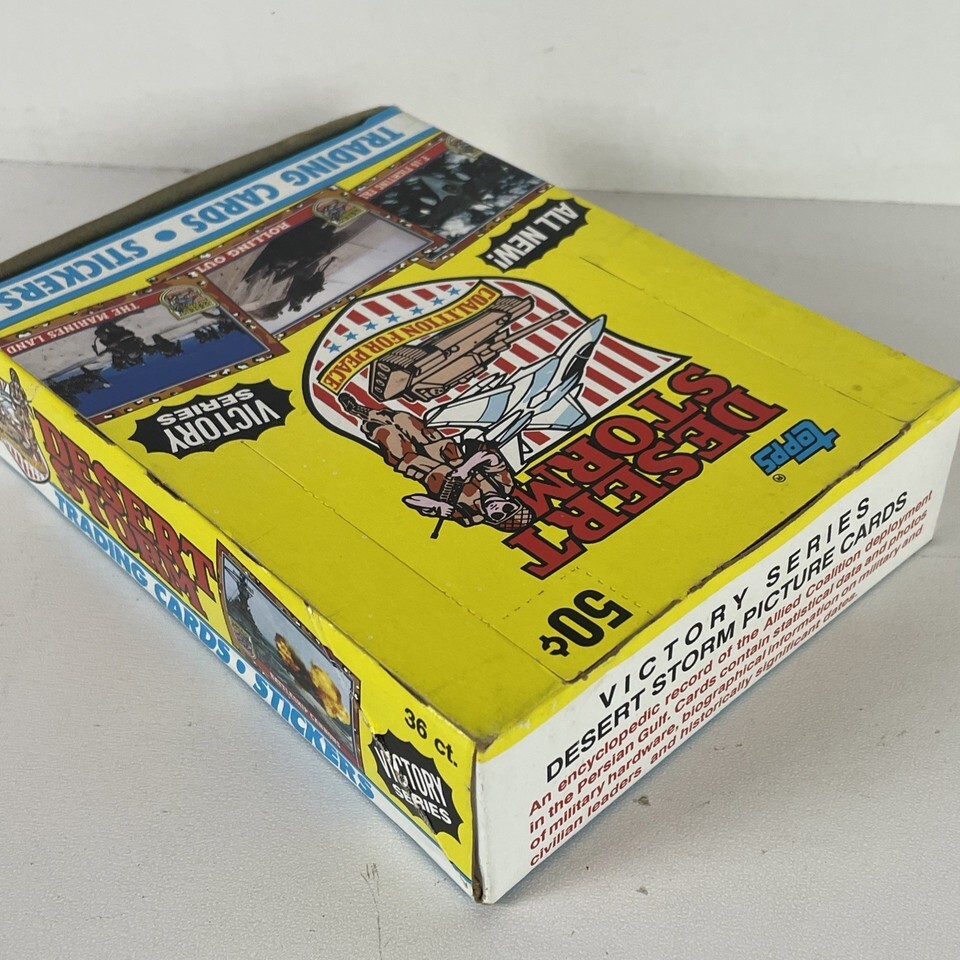 TRADING CARDS • STICKERS
ROLLING OUT
THE MARINES LAND
ALL NEW!
COALITION FOR PEACE
VICTORY
SERIES
DESERT
STORM
topps®
50¢
DESERT
STORM
TRADING CARDS • STICKERS
36 ct.
VICTORY
SERIES
VICTORY SERIES
DESERT STORM PICTURE CARDS
An encyclopedic record of the Allied Coalition deployment
in the Persian Gulf. Cards contain statistical data and photos
of military hardware, biographical information on military and
civilian leaders and historically significant dates.